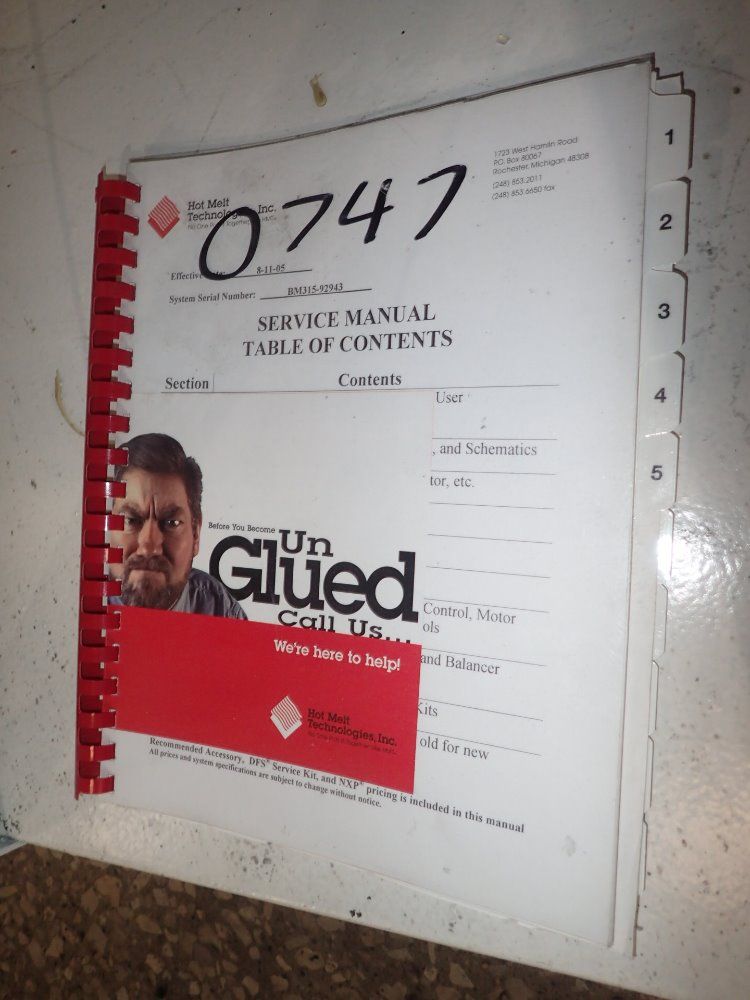 1723 West Hamlin Road
P.O. Box 80067
Rochester, Michigan 48308
(248) 853.2011
(248) 853.6650 fax
Hot Melt
Technologies, Inc.
0747
Effective Date: 8-11-05
System Serial Number: BM315-92943
SERVICE MANUAL
TABLE OF CONTENTS
Section Contents
User
, and Schematics
tor, etc.
Control, Motor
ols
and Balancer
Kits
old for new
Before You Become
Un
Glued
Call Us...
We're here to help!
Hot Melt
Technologies, Inc.
Recommended Accessory, DFS® Service Kit, and NXP® pricing is included in this manual
All prices and system specifications are subject to change without notice.
1
2
3
4
5